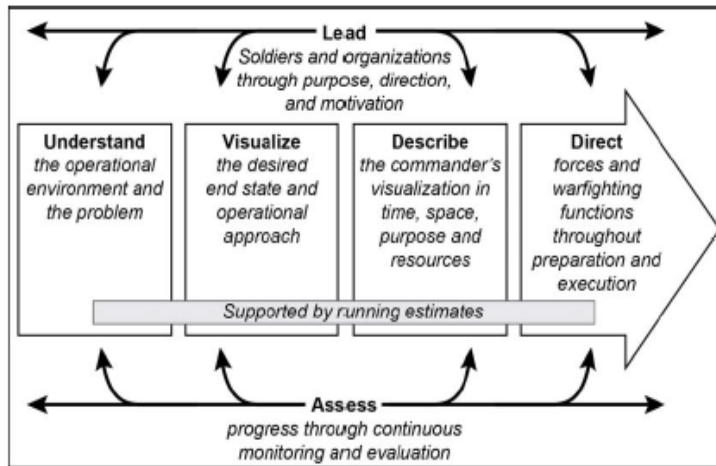 Lead
Soldiers and organizations
through purpose, direction,
and motivation
Understand
the operational
environment and
the problem
Visualize
the desired
end state and
operational
approach
Describe
the commander's
visualization in
time, space,
purpose and
resources
Direct
forces and
warfighting
functions
throughout
preparation and
execution
Supported by running estimates
Assess
progress through continuous
monitoring and evaluation